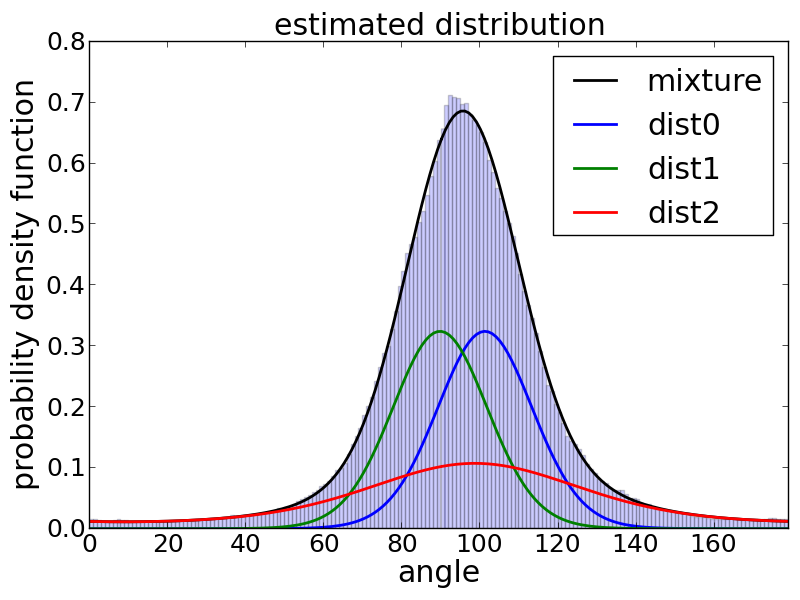 estimated distribution
0.8
0.7
0.6
0.5
0.4
0.3
0.2
0.1
0.0
probability density function
mixture
dist0
dist1
dist2
0 20 40 60 80 100 120 140 160
angle